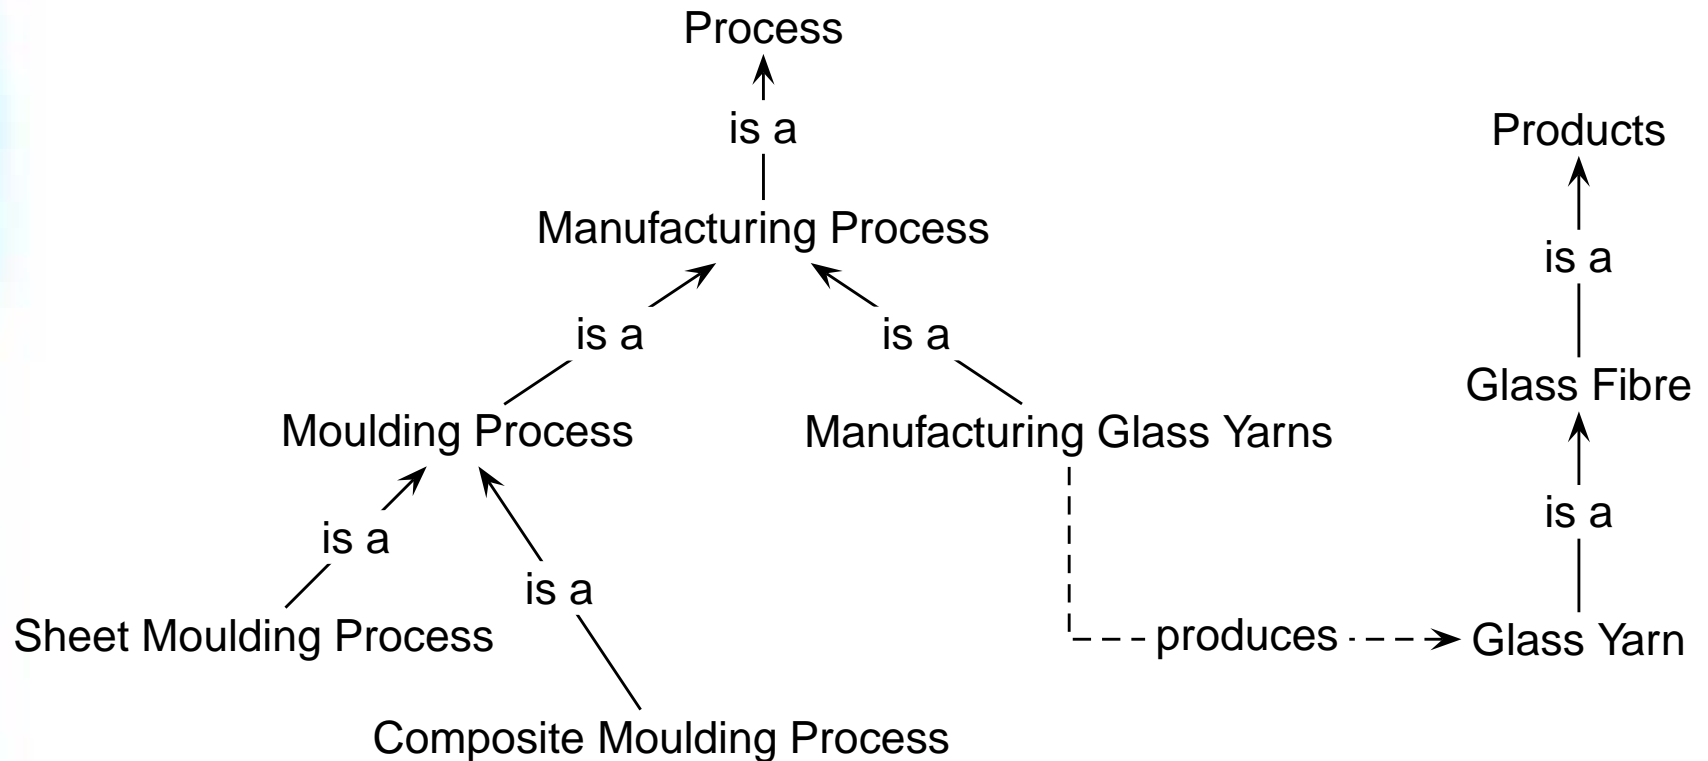 Process
is a
Products
Manufacturing Process
is a
is a
is a
Glass Fibre
Moulding Process
Manufacturing Glass Yarns
is a
is a
is a
Sheet Moulding Process
produces
Glass Yarn
Composite Moulding Process